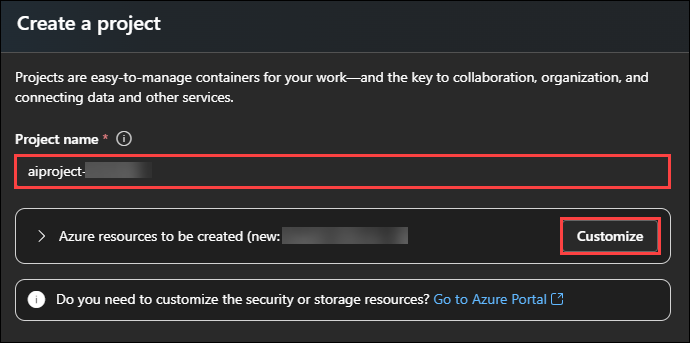 Create a project
Projects are easy-to-manage containers for your work—and the key to collaboration, organization, and
connecting data and other services.
Project name *
aiproject-
Azure resources to be created (new:
Customize
Do you need to customize the security or storage resources? Go to Azure Portal